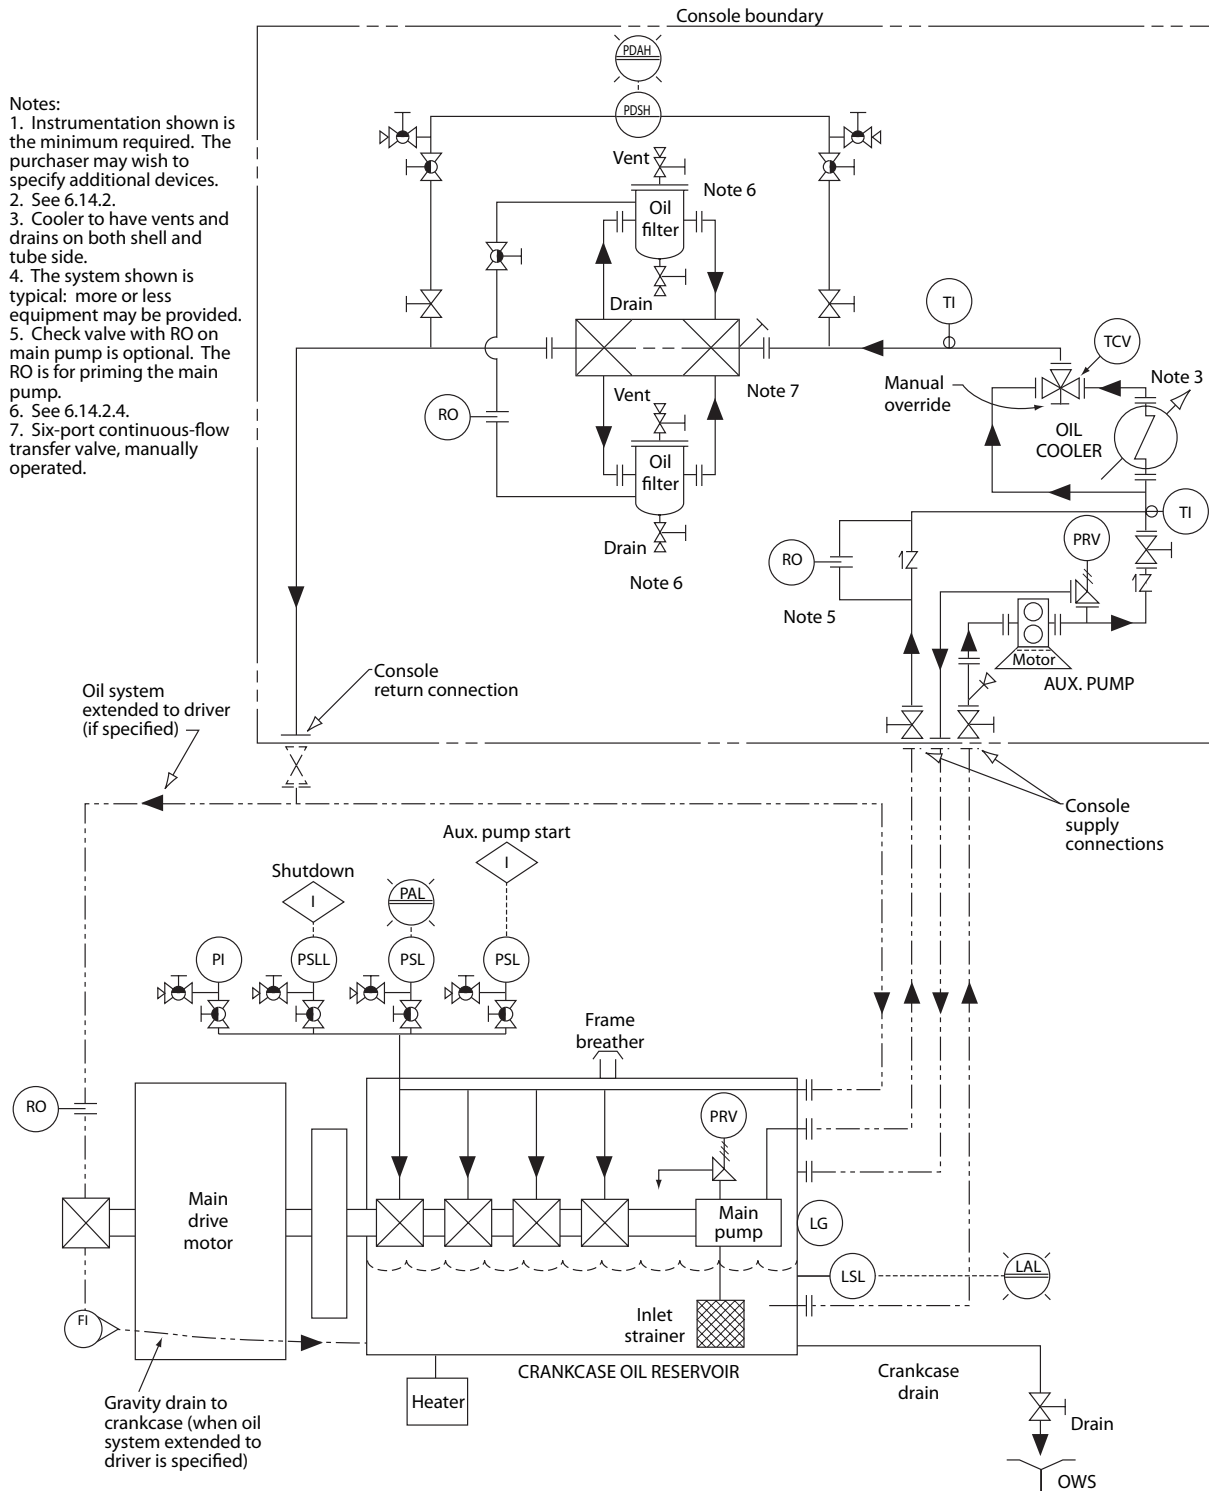 Console boundary
PDAH
PDSH
Notes:
1. Instrumentation shown is
the minimum required. The
purchaser may wish to
specify additional devices.
2. See 6.14.2.
3. Cooler to have vents and
drains on both shell and
tube side.
4. The system shown is
typical: more or less
equipment may be provided.
5. Check valve with RO on
main pump is optional. The
RO is for priming the main
pump.
6. See 6.14.2.4.
7. Six-port continuous-flow
transfer valve, manually
operated.
Vent
Note 6
Oil
filter
Drain
TI
TCV
Note 3
Manual
override
OIL
COOLER
Note 7
Vent
RO
Oil
filter
Drain
Note 6
TI
PRV
RO
Note 5
Motor
AUX. PUMP
Console
return connection
Oil system
extended to driver
(if specified)
Console
supply
connections
Aux. pump start
I
Shutdown
I
PAL
PI
PSLL
PSL
PSL
Frame
breather
RO
PRV
Main
drive
motor
Main
pump
LG
LSL
LAL
FI
Inlet
strainer
CRANKCASE OIL RESERVOIR
Heater
Crankcase
drain
Drain
OWS
Gravity drain to
crankcase (when oil
system extended to
driver is specified)